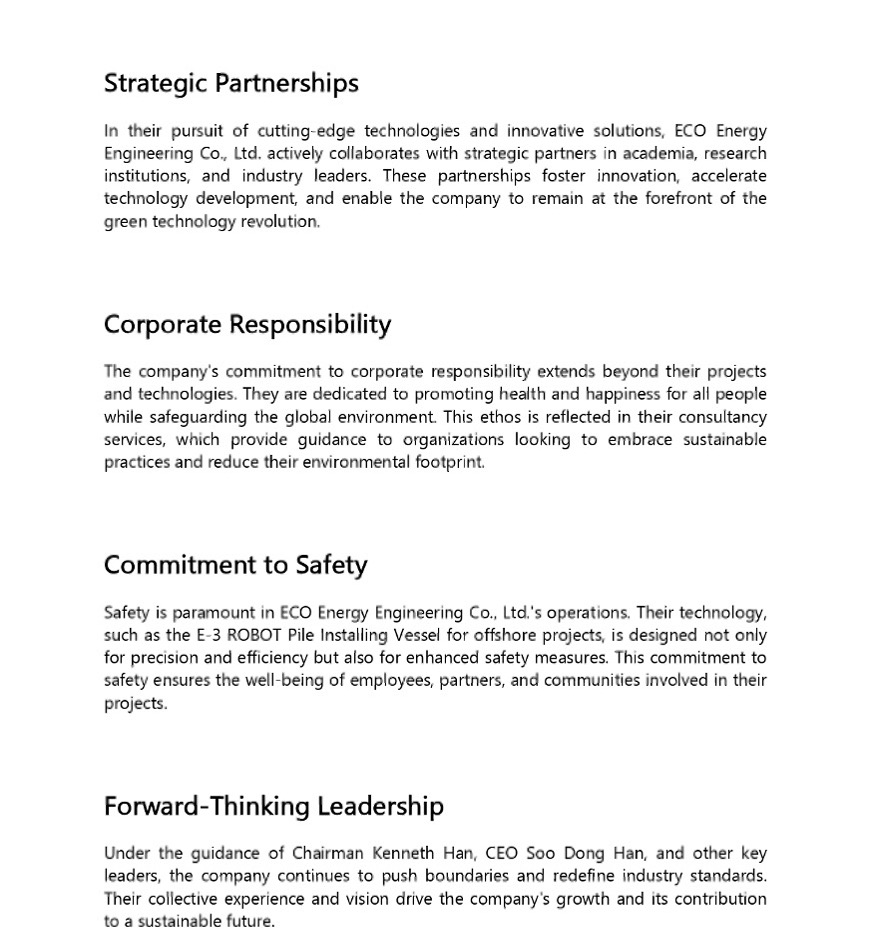 Strategic Partnerships
In their pursuit of cutting-edge technologies and innovative solutions, ECO Energy
Engineering Co., Ltd. actively collaborates with strategic partners in academia, research
institutions, and industry leaders. These partnerships foster innovation, accelerate
technology development, and enable the company to remain at the forefront of the
green technology revolution.
Corporate Responsibility
The company's commitment to corporate responsibility extends beyond their projects
and technologies. They are dedicated to promoting health and happiness for all people
while safeguarding the global environment. This ethos is reflected in their consultancy
services, which provide guidance to organizations looking to embrace sustainable
practices and reduce their environmental footprint.
Commitment to Safety
Safety is paramount in ECO Energy Engineering Co., Ltd.'s operations. Their technology,
such as the E-3 ROBOT Pile Installing Vessel for offshore projects, is designed not only
for precision and efficiency but also for enhanced safety measures. This commitment to
safety ensures the well-being of employees, partners, and communities involved in their
projects.
Forward-Thinking Leadership
Under the guidance of Chairman Kenneth Han, CEO Soo Dong Han, and other key
leaders, the company continues to push boundaries and redefine industry standards.
Their collective experience and vision drive the company's growth and its contribution
to a sustainable future.